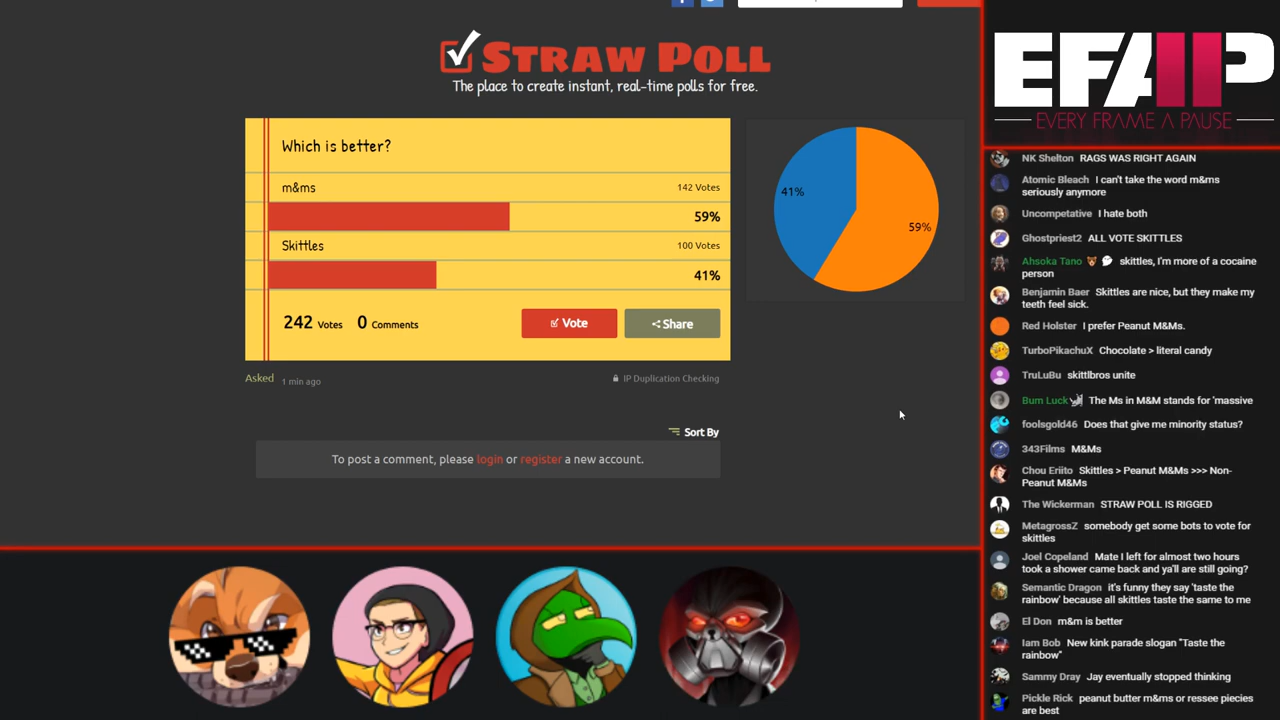 STRAW POLL
The place to create instant, real-time polls for free.
Which is better?
m&ms
142 Votes
59%
Skittles
100 Votes
41%
242 Votes 0 Comments
Vote
Share
Asked 1 min ago
IP Duplication Checking
41%
59%
Sort By
To post a comment, please login or register a new account.
EFAP
EVERY FRAME A PAUSE
NK Shelton RAGS WAS RIGHT AGAIN
Atomic Bleach I can't take the word m&ms
seriously anymore
Uncompetative I hate both
Ghostpriest2 ALL VOTE SKITTLES
Ahsoka Tano skittles, I'm more of a cocaine
person
Benjamin Baer Skittles are nice, but they make my
teeth feel sick.
Red Holster I prefer Peanut M&Ms.
TurboPikachuX Chocolate > literal candy
TruLuBu skittlbros unite
Bum Luck The Ms in M&M stands for 'massive
foolsgold46 Does that give me minority status?
343Films M&Ms
Chou Eriito Skittles > Peanut M&Ms >>> Non-
Peanut M&Ms
The Wickerman STRAW POLL IS RIGGED
MetagrossZ somebody get some bots to vote for
skittles
Joel Copeland Mate I left for almost two hours
took a shower came back and ya'll are still going?
Semantic Dragon it's funny they say 'taste the
rainbow' because all skittles taste the same to me
El Don m&m is better
Iam Bob New kink parade slogan "Taste the
rainbow"
Sammy Dray Jay eventually stopped thinking
Pickle Rick peanut butter m&ms or ressee piecies
are best